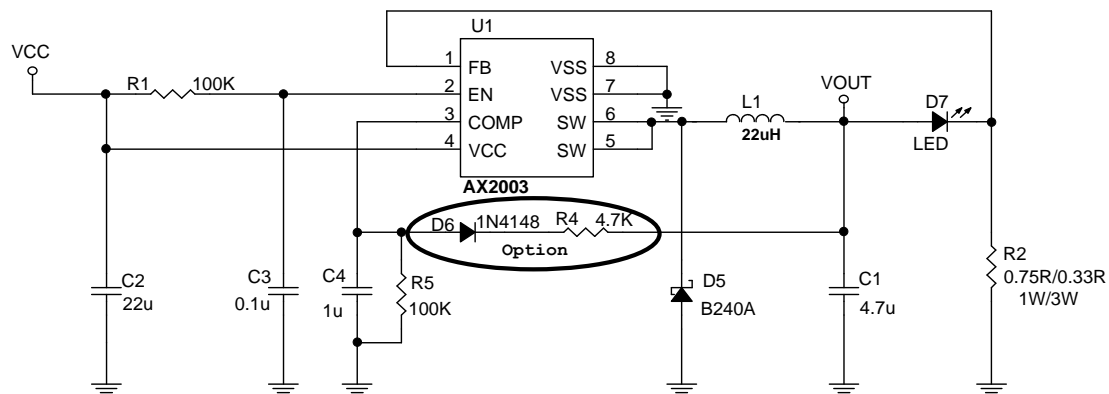 U1
VCC
R1 100K
1 FB VSS 8
2 EN VSS 7
3 COMP SW 6
4 VCC SW 5
AX2003
L1
22uH
VOUT
D7
LED
D6 1N4148 R4 4.7K
Option
C2
22u
C3
0.1u
C4
1u
R5
100K
D5
B240A
C1
4.7u
R2
0.75R/0.33R
1W/3W